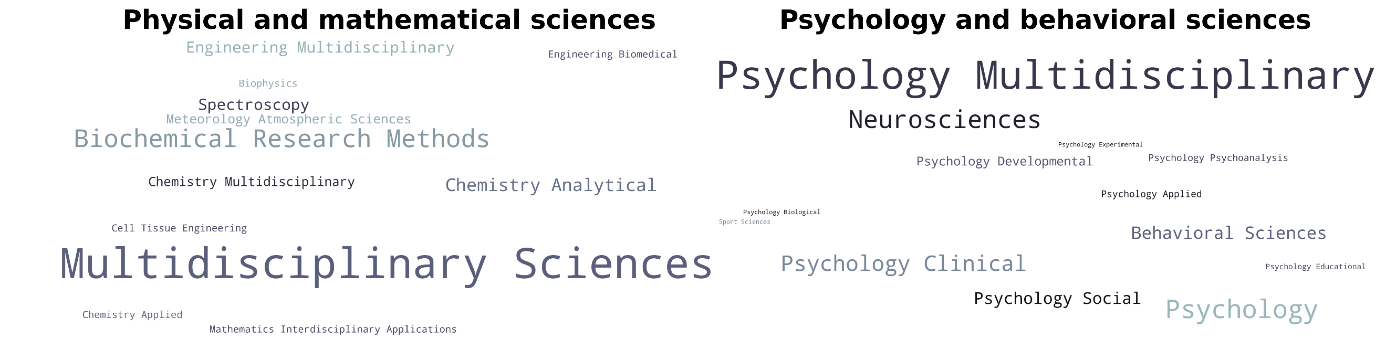 Physical and mathematical sciences
Engineering Multidisciplinary
Engineering Biomedical
Biophysics
Spectroscopy
Meteorology Atmospheric Sciences
Biochemical Research Methods
Chemistry Multidisciplinary
Chemistry Analytical
Cell Tissue Engineering
Multidisciplinary Sciences
Chemistry Applied
Mathematics Interdisciplinary Applications
Psychology and behavioral sciences
Psychology Multidisciplinary
Neurosciences
Psychology Experimental
Psychology Developmental
Psychology Psychoanalysis
Psychology Applied
Psychology Biological
Sport Sciences
Behavioral Sciences
Psychology Clinical
Psychology Educational
Psychology Social
Psychology